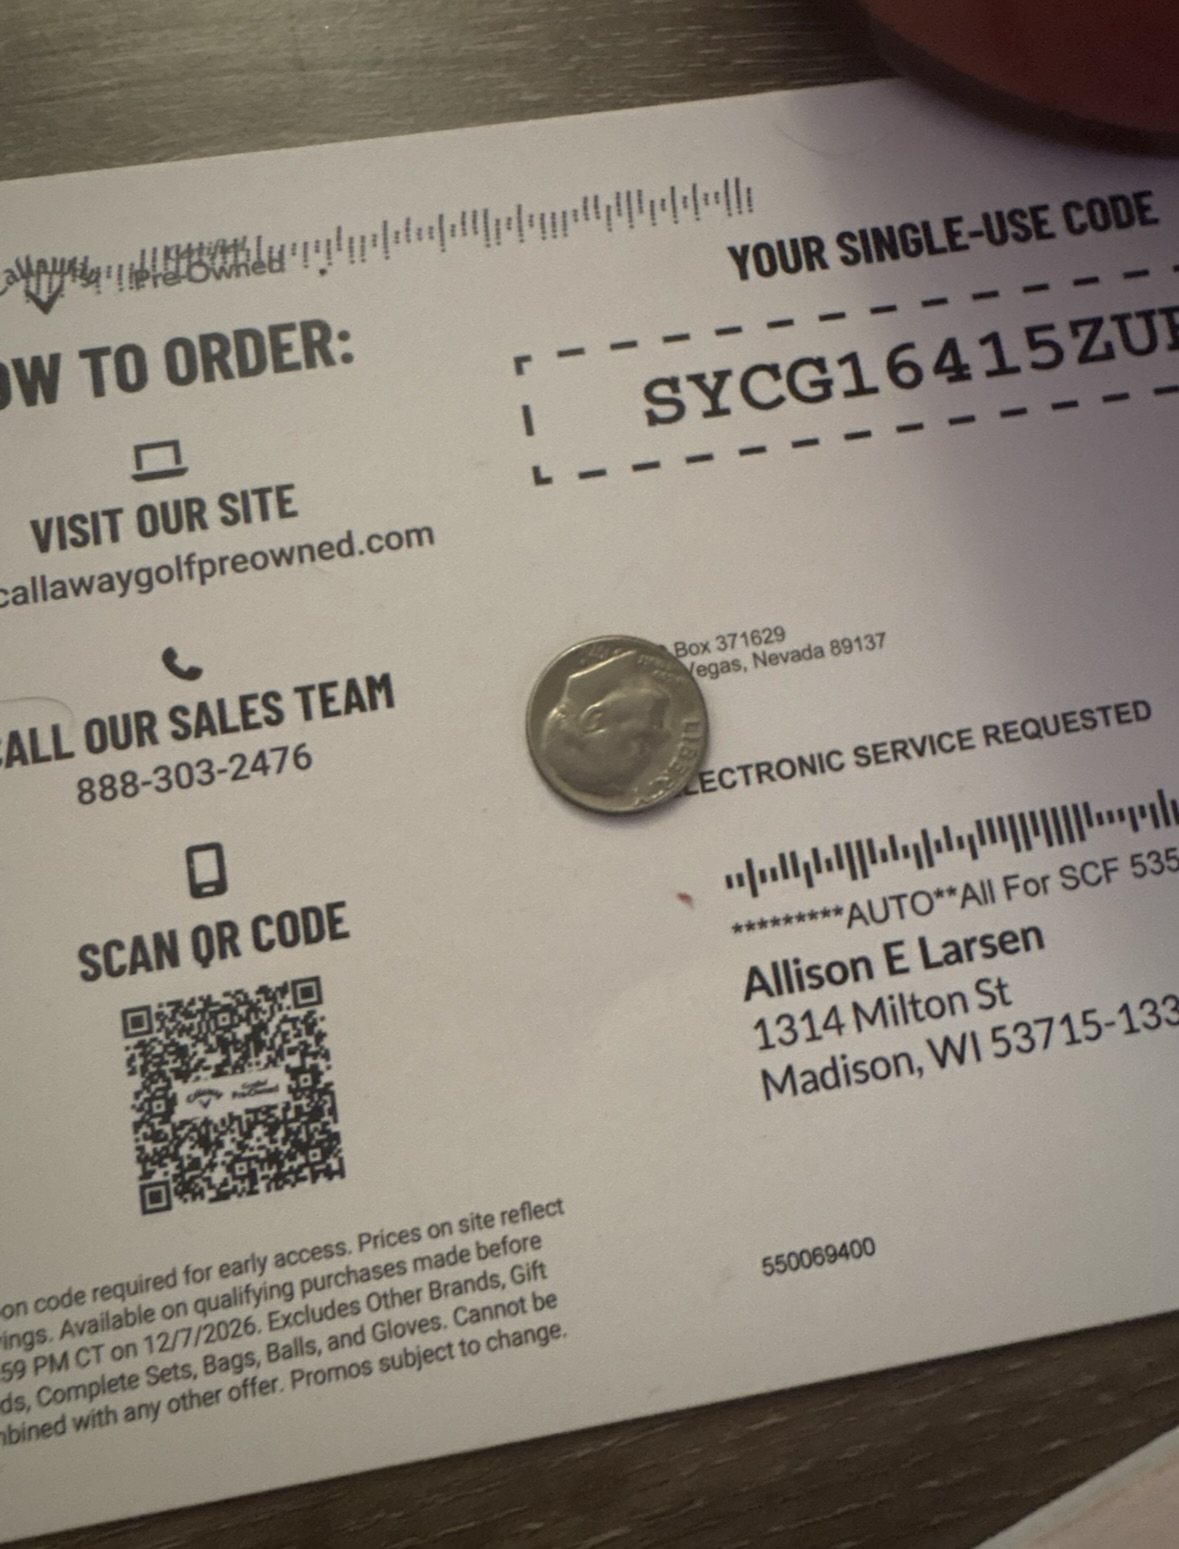 Pre-Owned
OW TO ORDER:
VISIT OUR SITE
callawaygolfpreowned.com
CALL OUR SALES TEAM
888-303-2476
SCAN QR CODE
on code required for early access. Prices on site reflect
ings. Available on qualifying purchases made before
59 PM CT on 12/7/2026. Excludes Other Brands, Gift
ds, Complete Sets, Bags, Balls, and Gloves. Cannot be
bined with any other offer. Promos subject to change.
YOUR SINGLE-USE CODE
SYCG16415ZU
Box 371629
Vegas, Nevada 89137
LIBERTY
LECTRONIC SERVICE REQUESTED
*********AUTO**All For SCF 535
Allison E Larsen
1314 Milton St
Madison, WI 53715-133
550069400